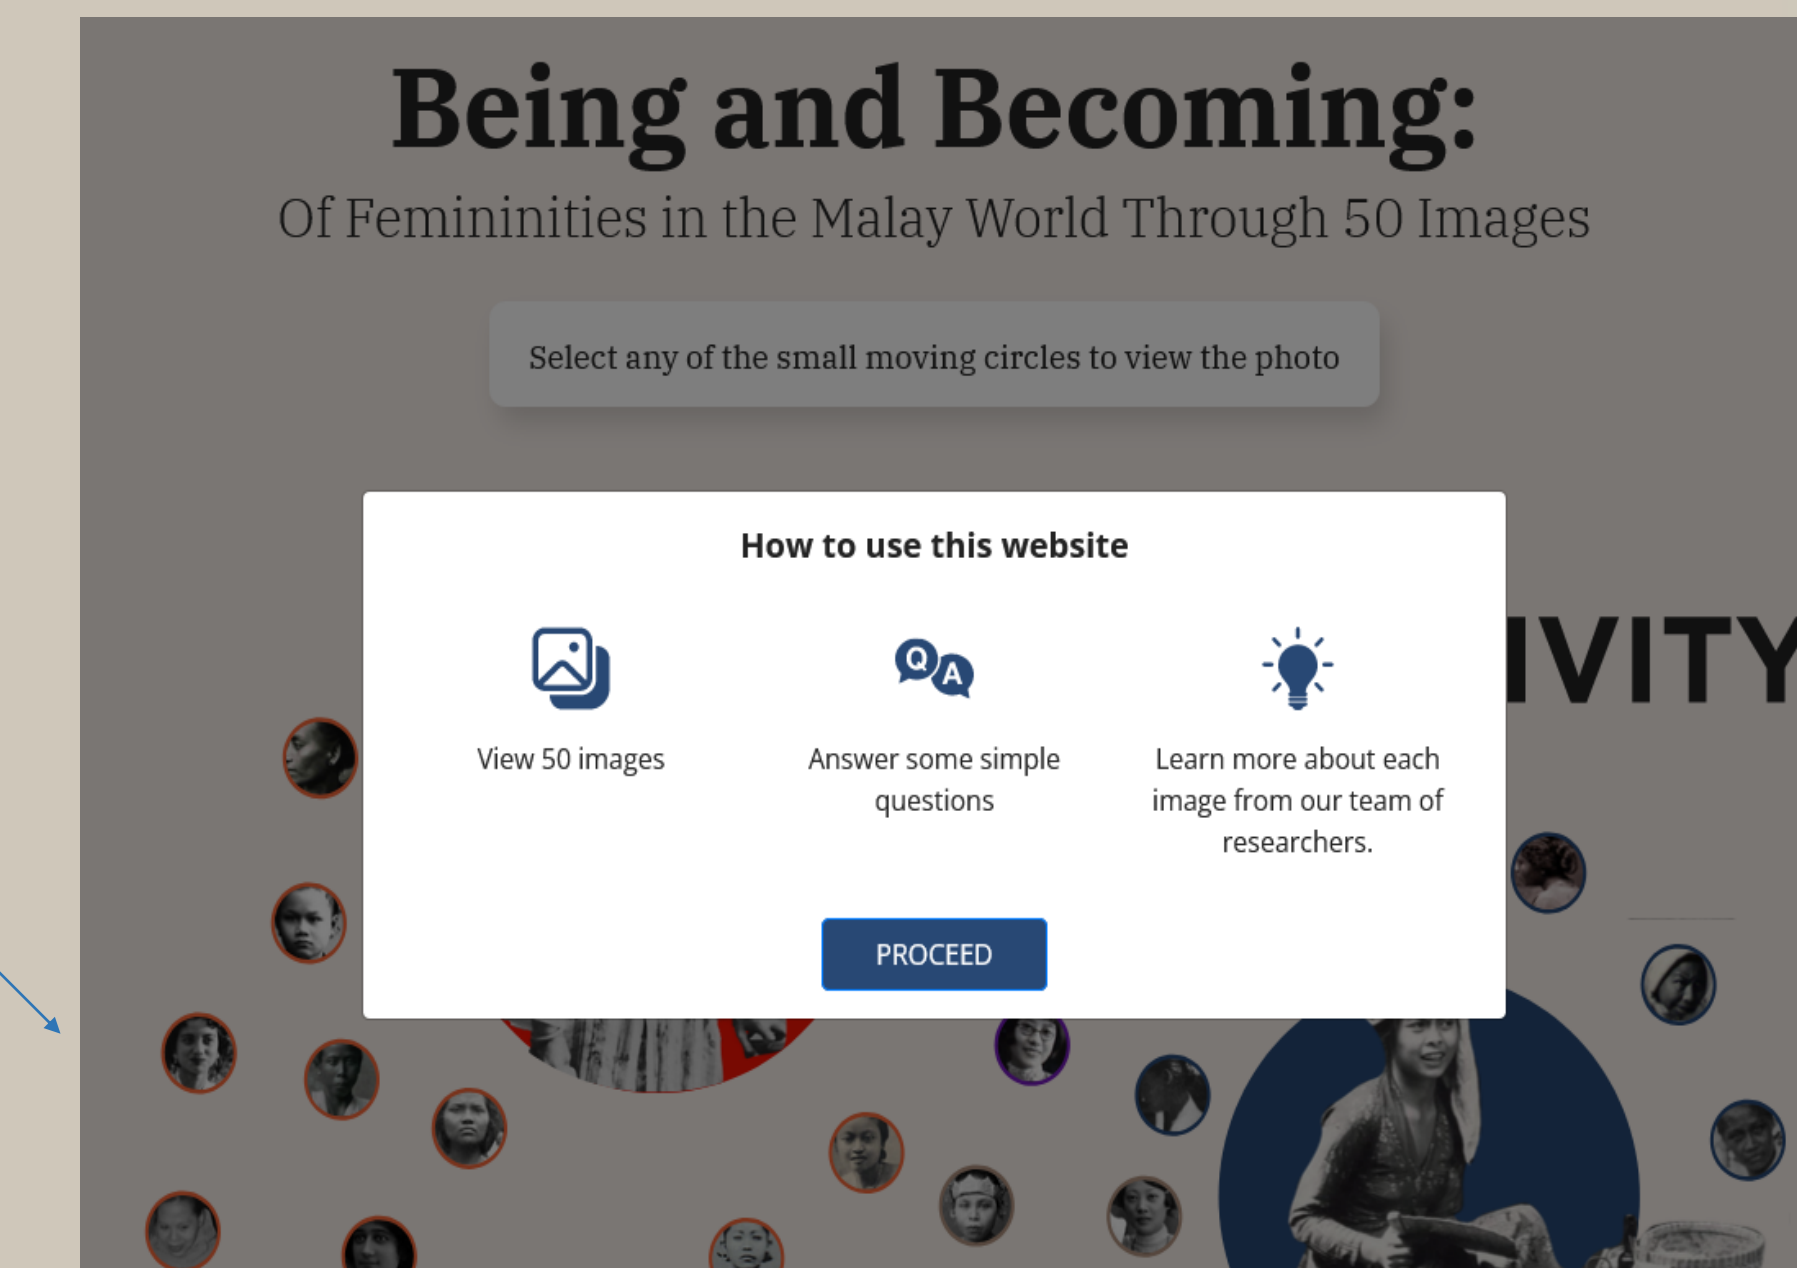 Being and Becoming:
Of Femininities in the Malay World Through 50 Images
Select any of the small moving circles to view the photo
How to use this website
Q A
View 50 images
Answer some simple
questions
Learn more about each
image from our team of
researchers.
IVITY
PROCEED